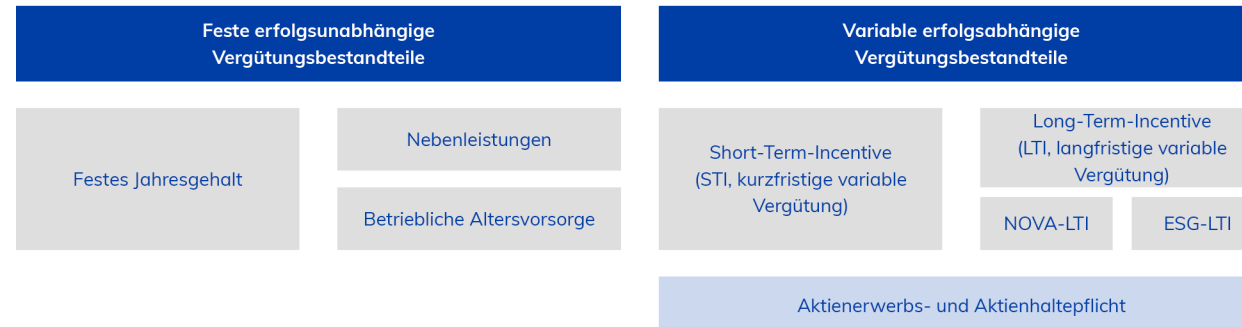 Feste erfolgsunabhängige
Vergütungsbestandteile
Festes Jahresgehalt
Nebenleistungen
Betriebliche Altersvorsorge
Variable erfolgsabhängige
Vergütungsbestandteile
Short-Term-Incentive
(STI, kurzfristige variable
Vergütung)
Long-Term-Incentive
(LTI, langfristige variable
Vergütung)
NOVA-LTI
ESG-LTI
Aktienerwerbs- und Aktienhaltepflicht